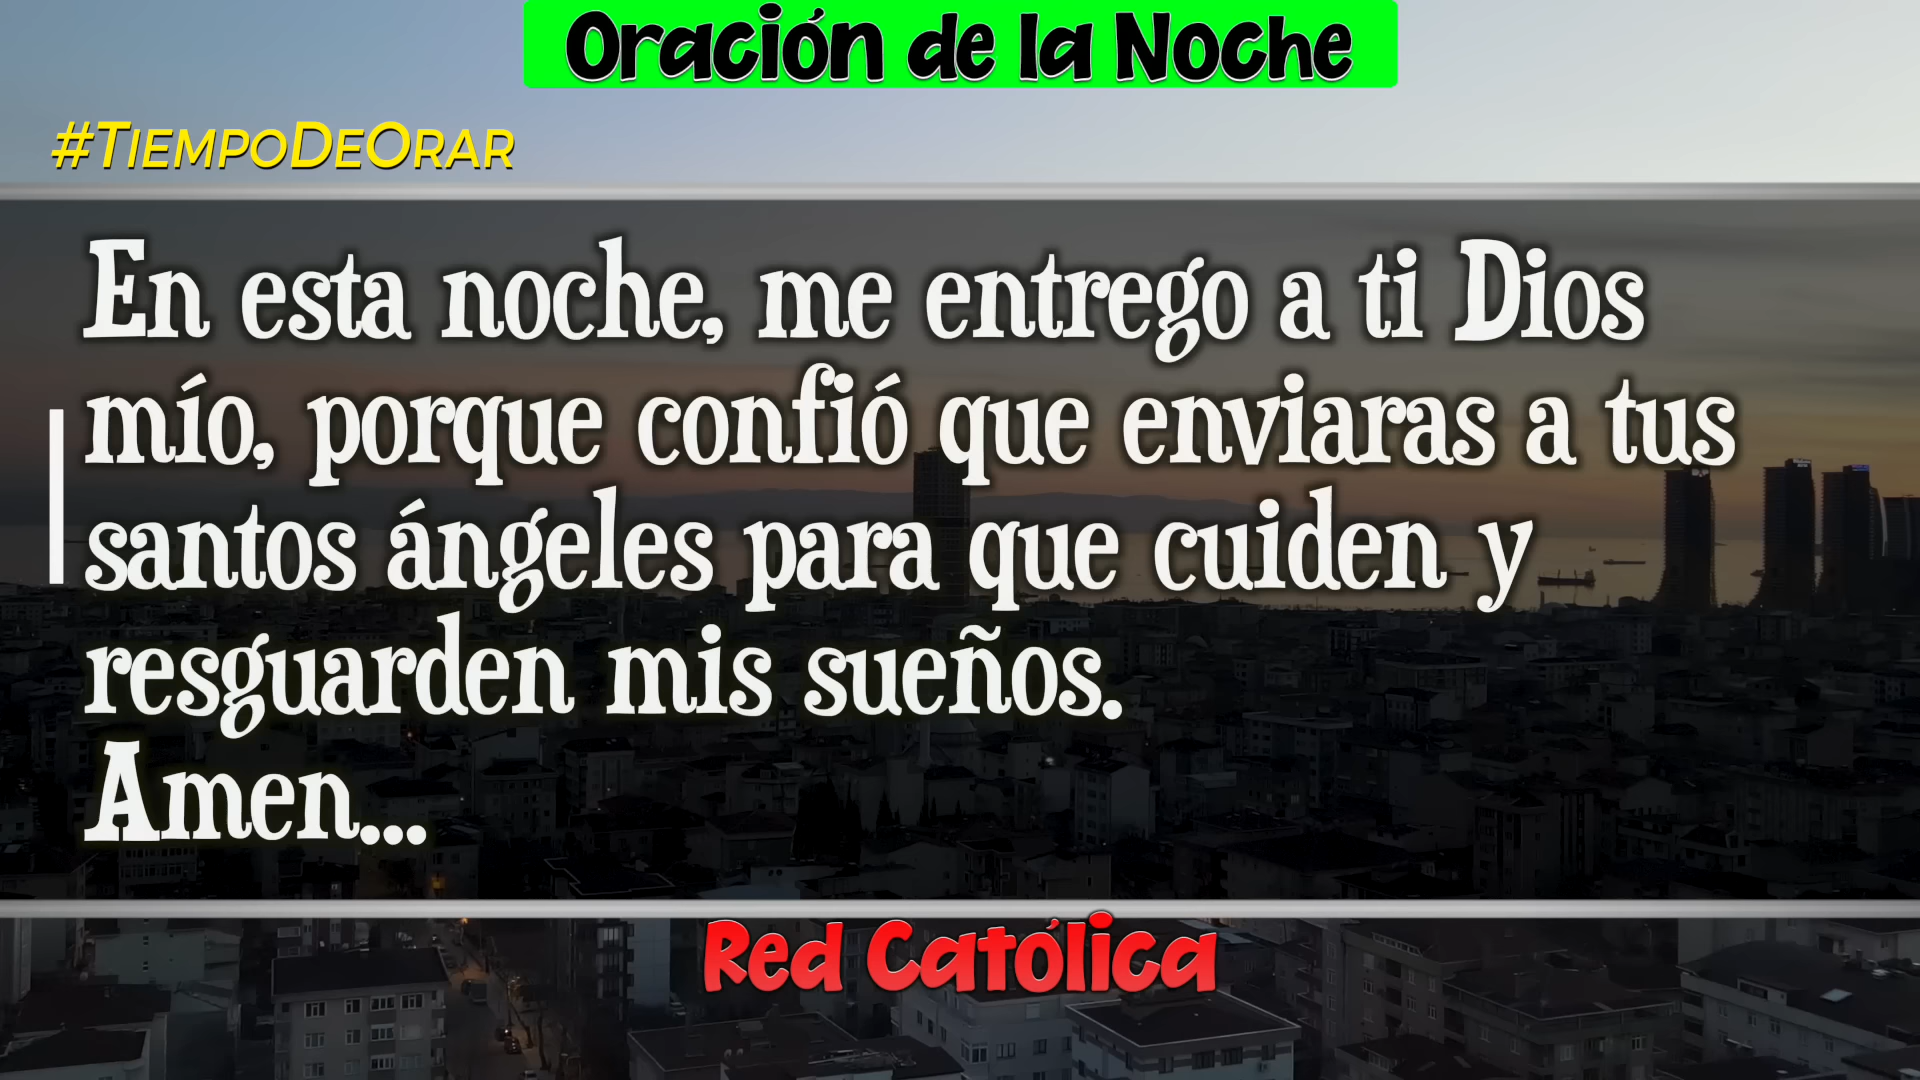 Oración de la Noche
#TiempoDeOrar
En esta noche, me entrego a ti Dios
mío, porque confió que enviaras a tus
santos ángeles para que cuiden y
resguarden mis sueños.
Amen...
Red Católica